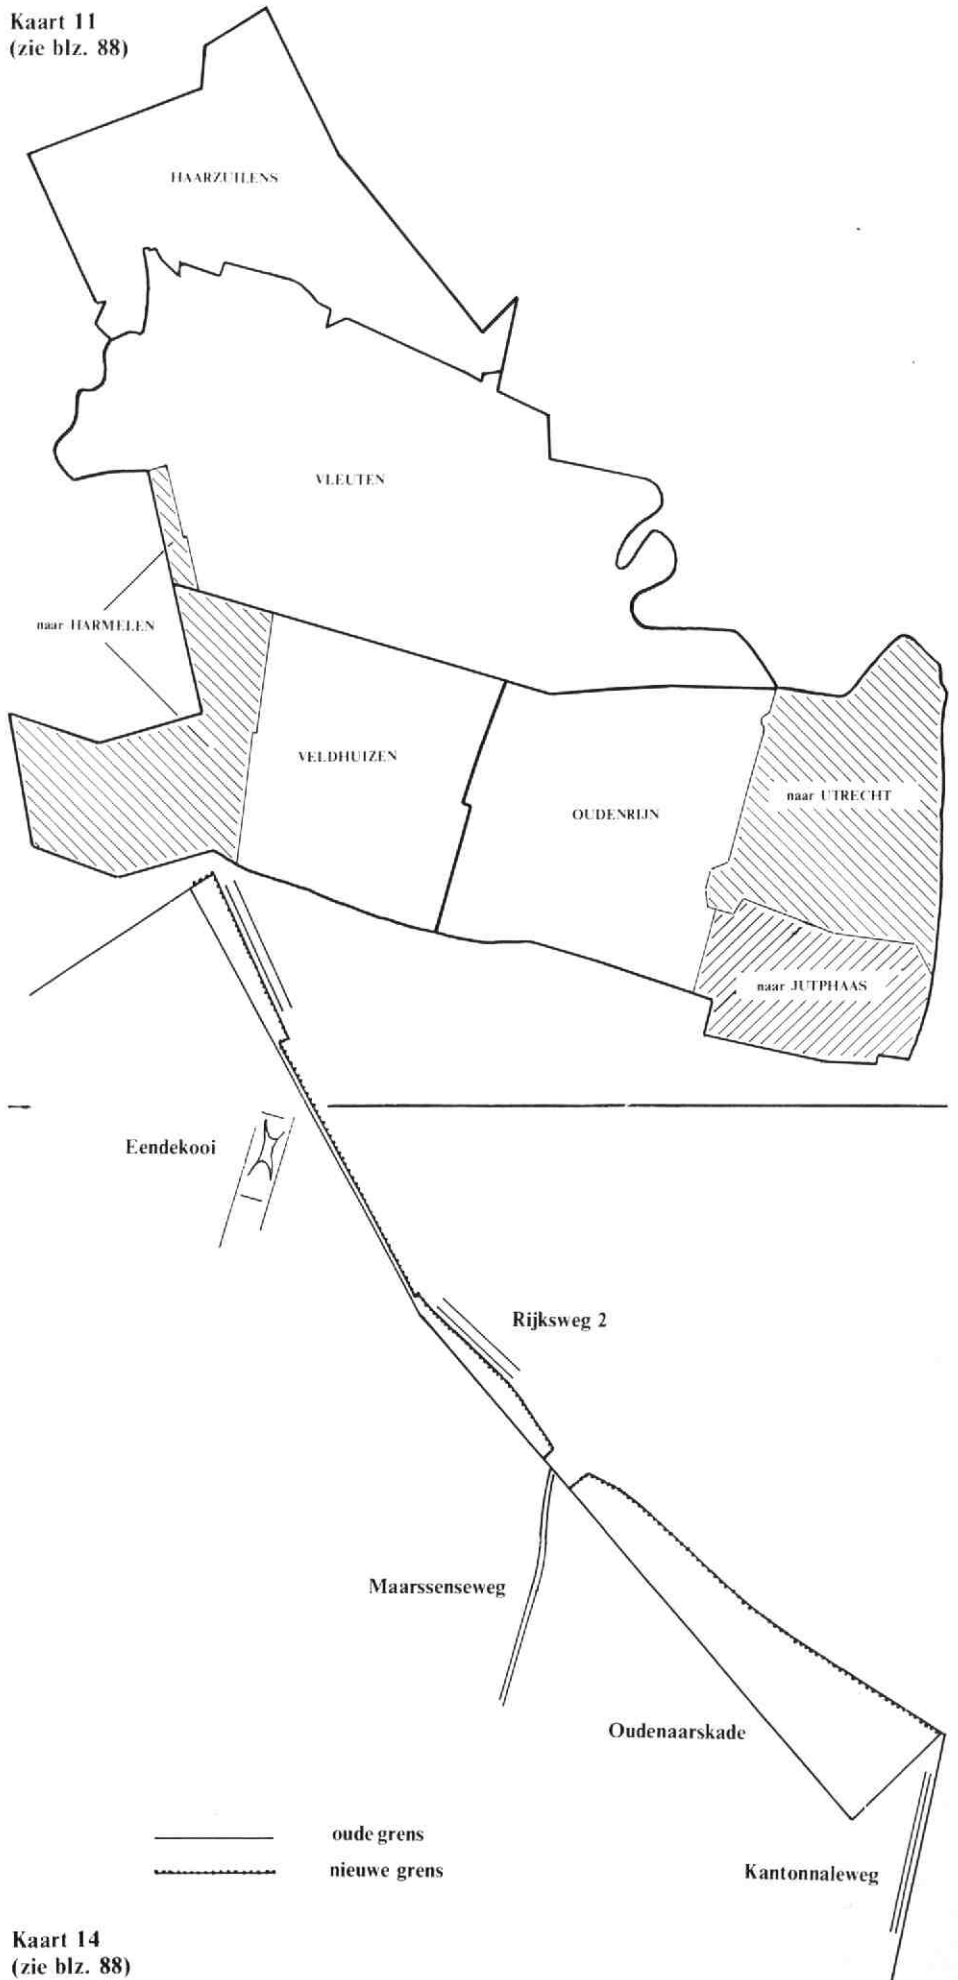 Kaart 11
(zie blz. 88)
HAARZUILENS
VLEUTEN
naar HARMELEN
VELDHUIZEN
naar UTRECHT
OUDENRIJN
naar JUTPHAAS
Eendekooi
Rijksweg 2
Maarssenseweg
Oudenaarskade
oude grens
nieuwe grens
Kantonnaleweg
Kaart 14
(zie blz. 88)